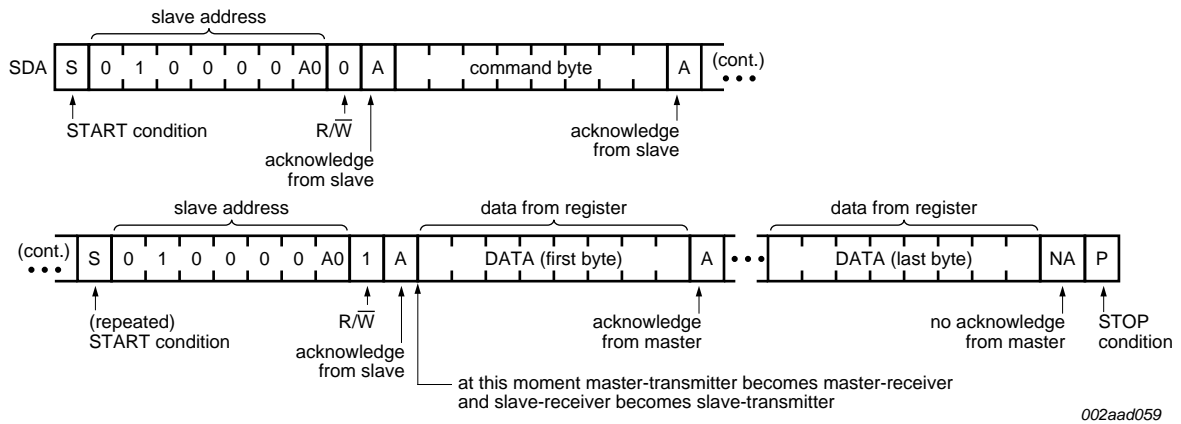 slave address
SDA S 0 1 0 0 0 0 A0 0 A command byte A (cont.)
START condition R/W̅ acknowledge from slave acknowledge from slave
slave address data from register data from register
(cont.) S 0 1 0 0 0 0 A0 1 A DATA (first byte) A DATA (last byte) NA P
(repeated) START condition R/W̅ acknowledge from slave acknowledge from master no acknowledge from master STOP condition
at this moment master-transmitter becomes master-receiver
and slave-receiver becomes slave-transmitter
002aad059